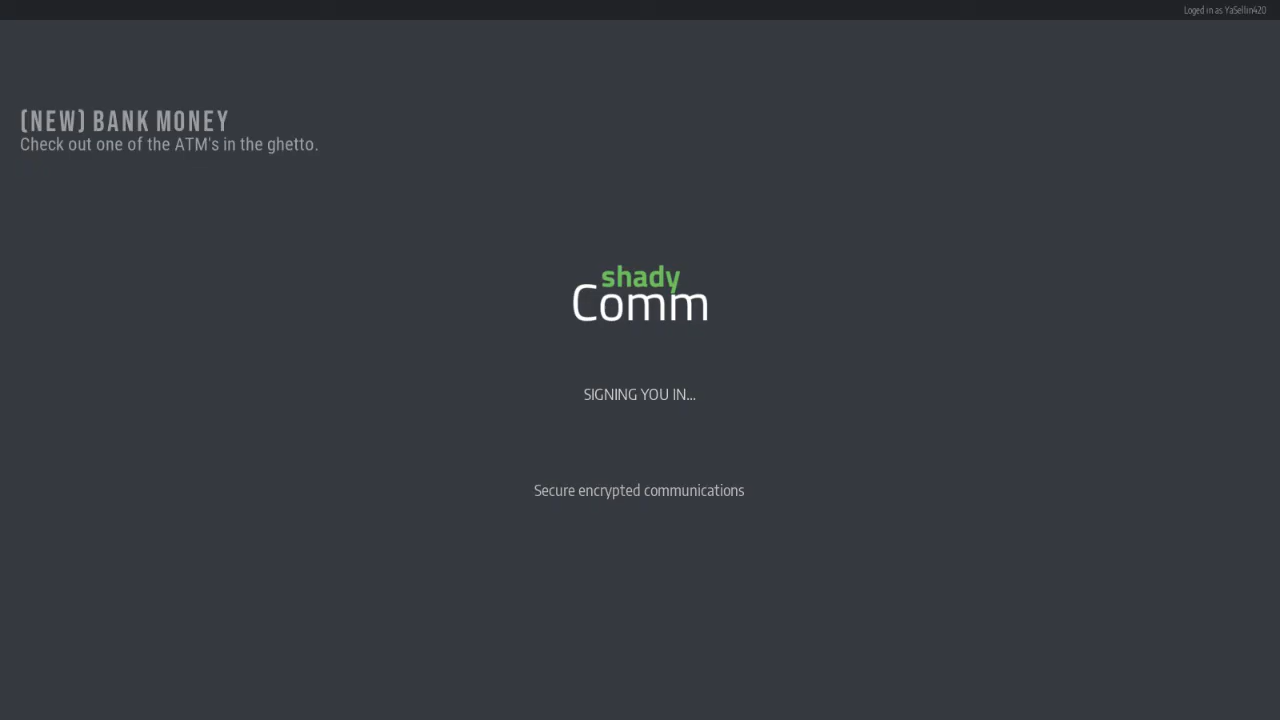 Loged in as YaSellin420
(NEW) BANK MONEY
Check out one of the ATM's in the ghetto.
shady
Comm
SIGNING YOU IN...
Secure encrypted communications